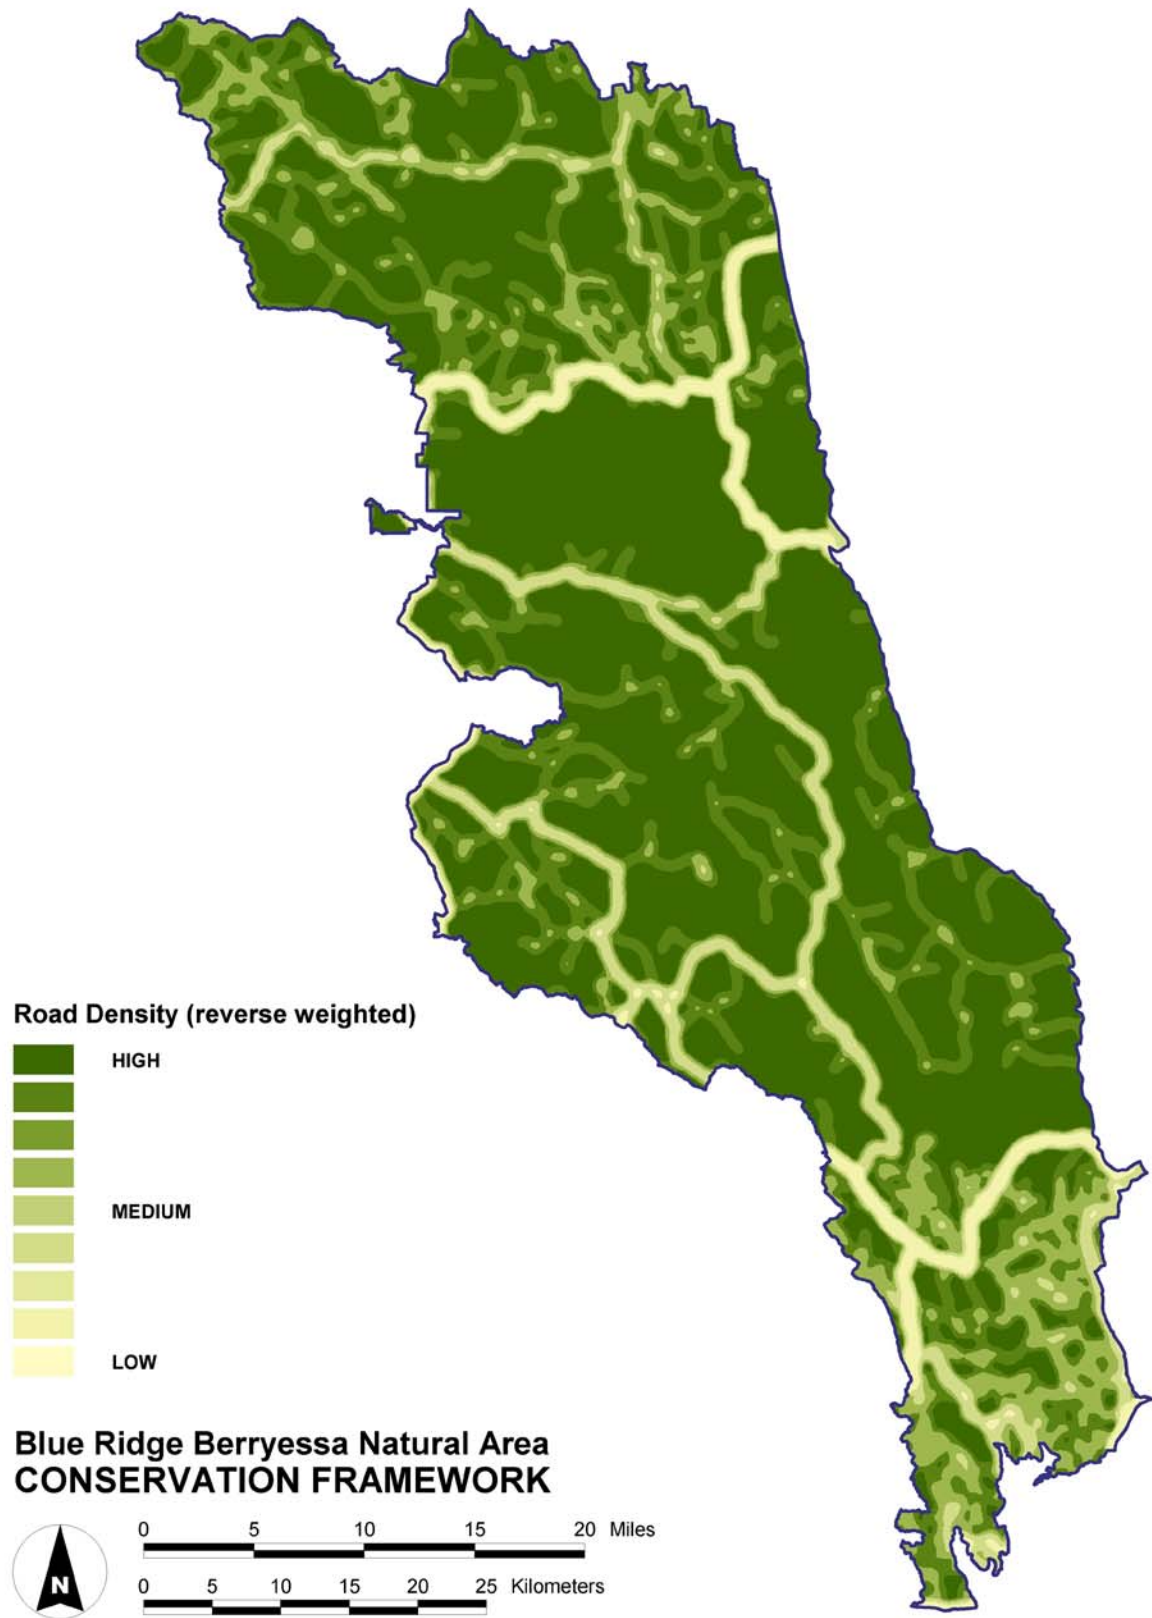 Road Density (reverse weighted)
HIGH
MEDIUM
LOW
Blue Ridge Berryessa Natural Area
CONSERVATION FRAMEWORK
N
0 5 10 15 20 Miles
0 5 10 15 20 25 Kilometers